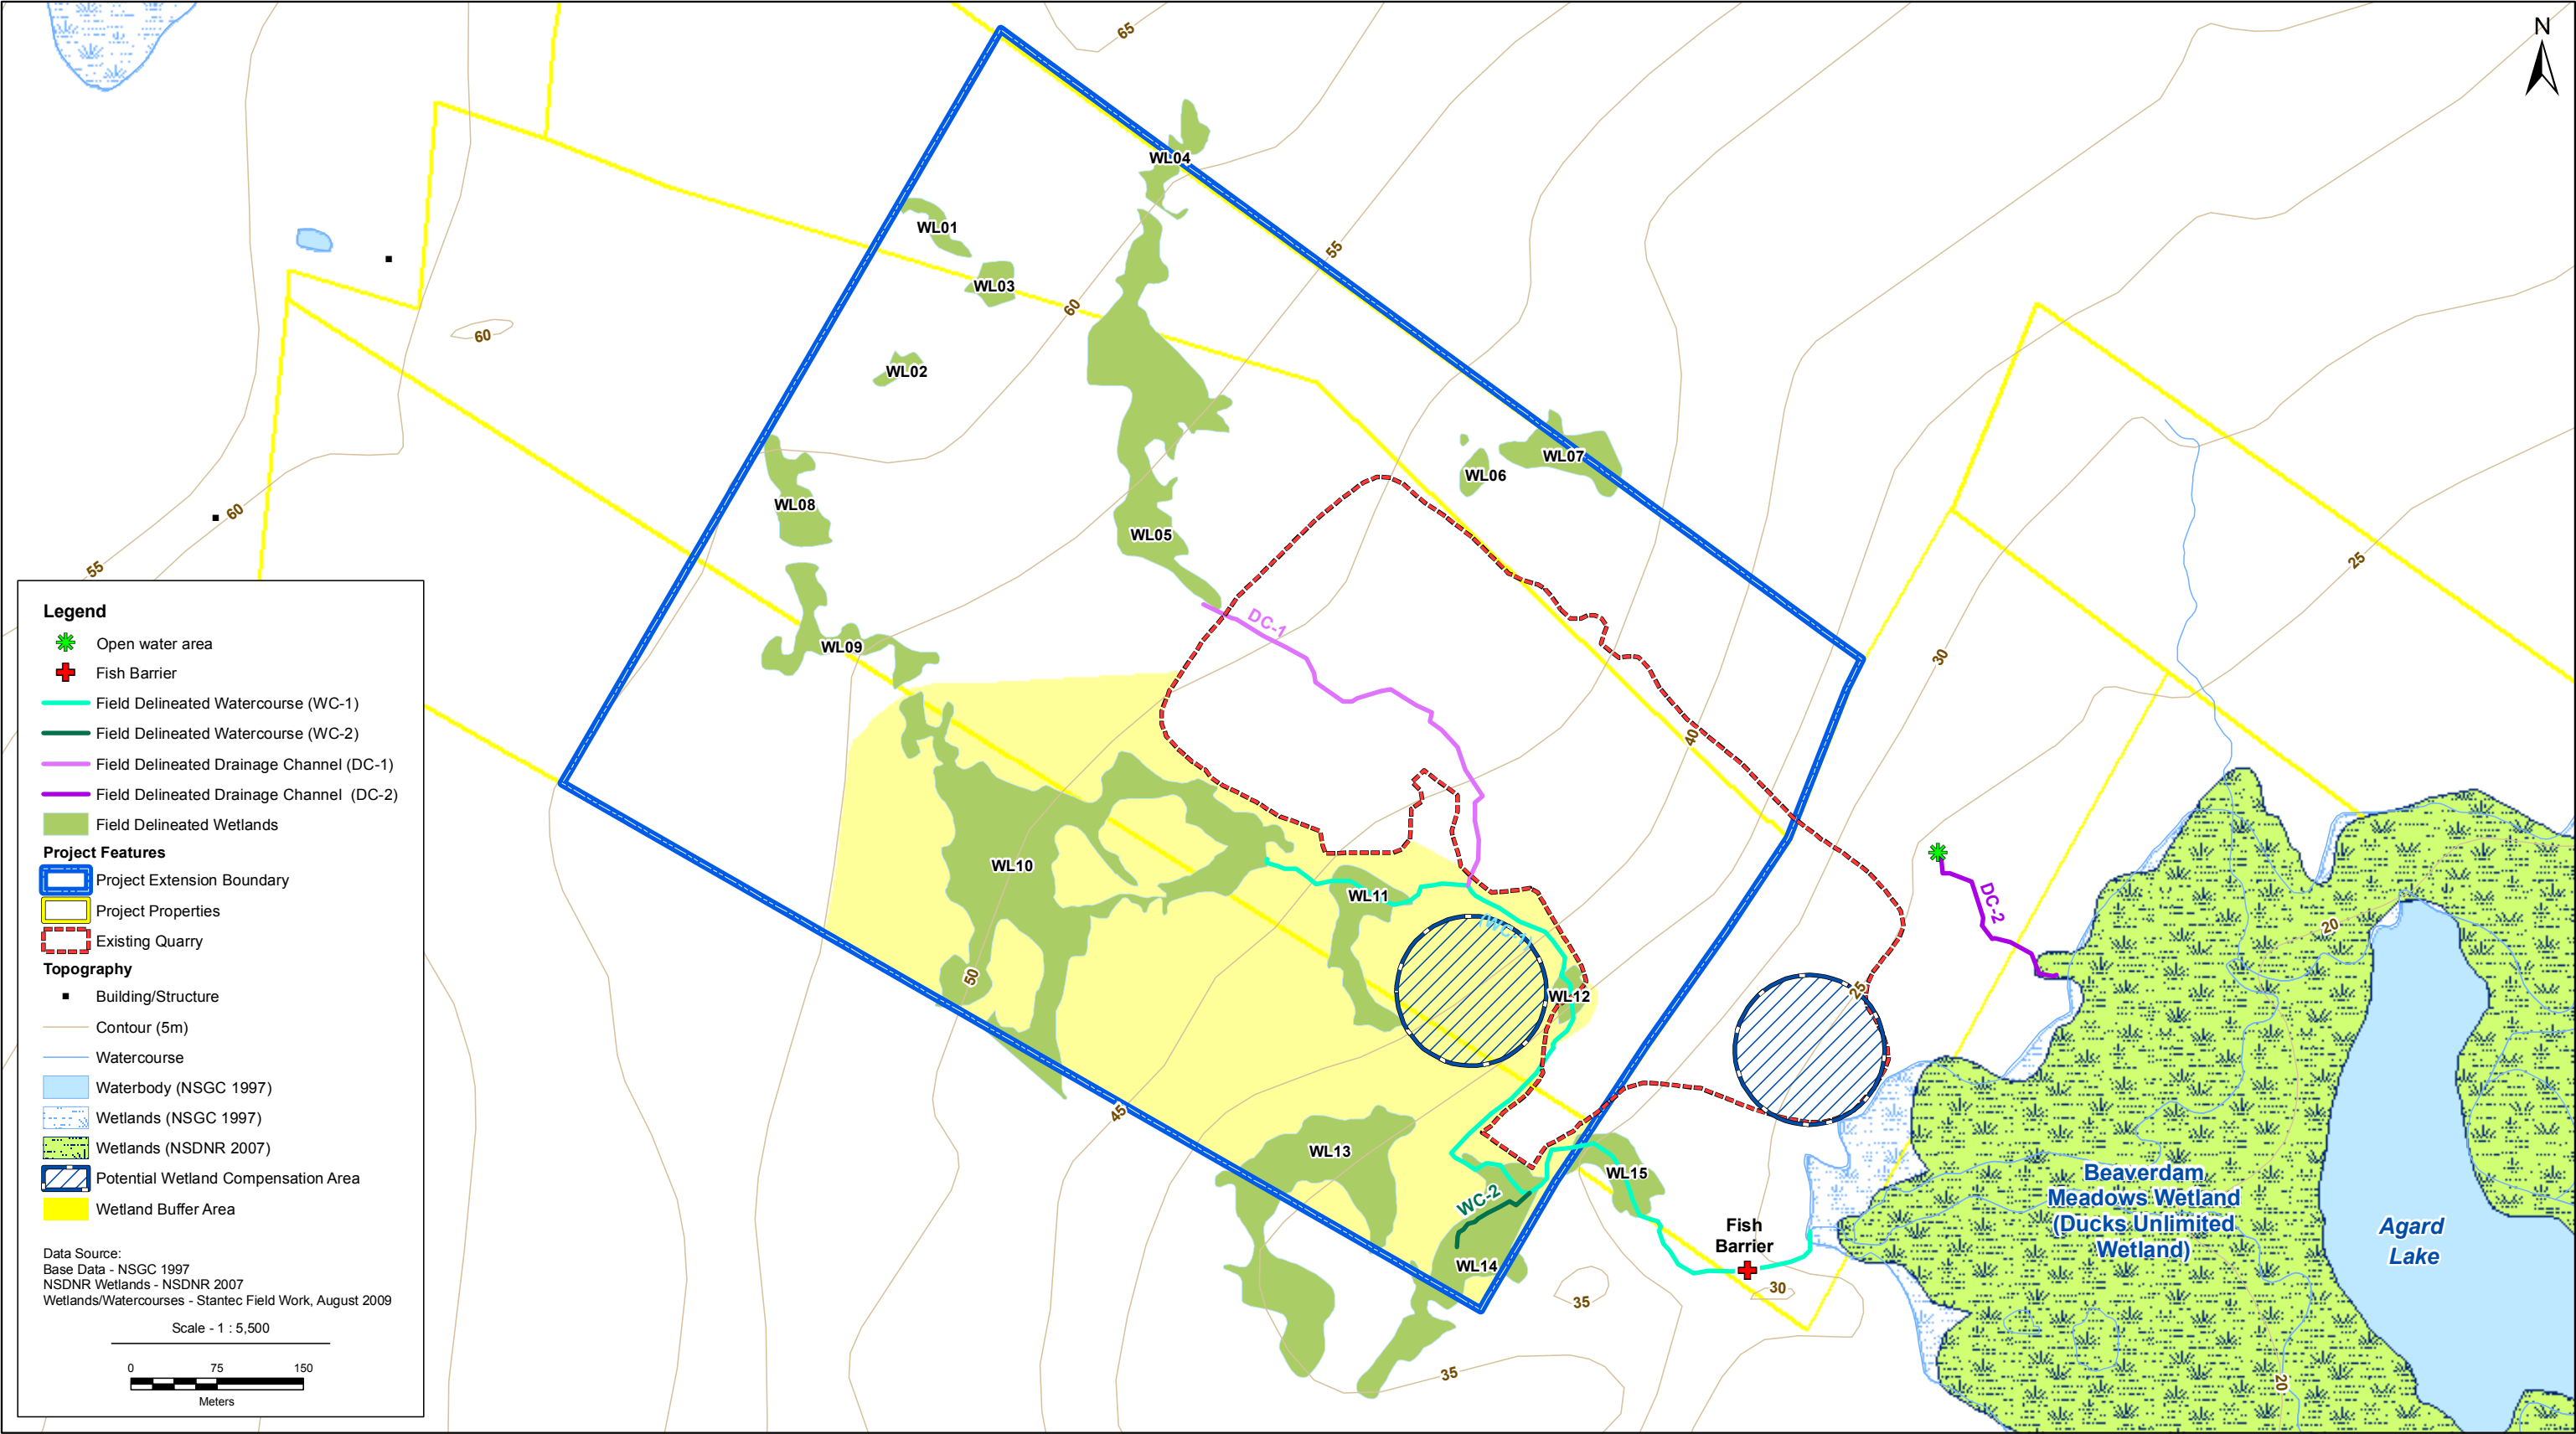 N
65
WL04
WL01
55
WL03
60
60
WL02
WL07
WL06
WL08
60
WL05
25
55
DC-1
WL09
30
40
Legend
Open water area
Fish Barrier
Field Delineated Watercourse (WC-1)
Field Delineated Watercourse (WC-2)
Field Delineated Drainage Channel (DC-1)
Field Delineated Drainage Channel (DC-2)
Field Delineated Wetlands
Project Features
Project Extension Boundary
Project Properties
Existing Quarry
Topography
Building/Structure
Contour (5m)
Watercourse
Waterbody (NSGC 1997)
Wetlands (NSGC 1997)
Wetlands (NSDNR 2007)
Potential Wetland Compensation Area
Wetland Buffer Area
Data Source:
Base Data - NSGC 1997
NSDNR Wetlands - NSDNR 2007
Wetlands/Watercourses - Stantec Field Work, August 2009
Scale - 1 : 5,500
0 75 150
Meters
WL10
WL11
DC-2
20
50
WL12
25
45
WL13
WL15
WC-2
Beaverdam
Meadows Wetland
(Ducks Unlimited
Wetland)
Agard
Lake
Fish
Barrier
WL14
30
35
35
20